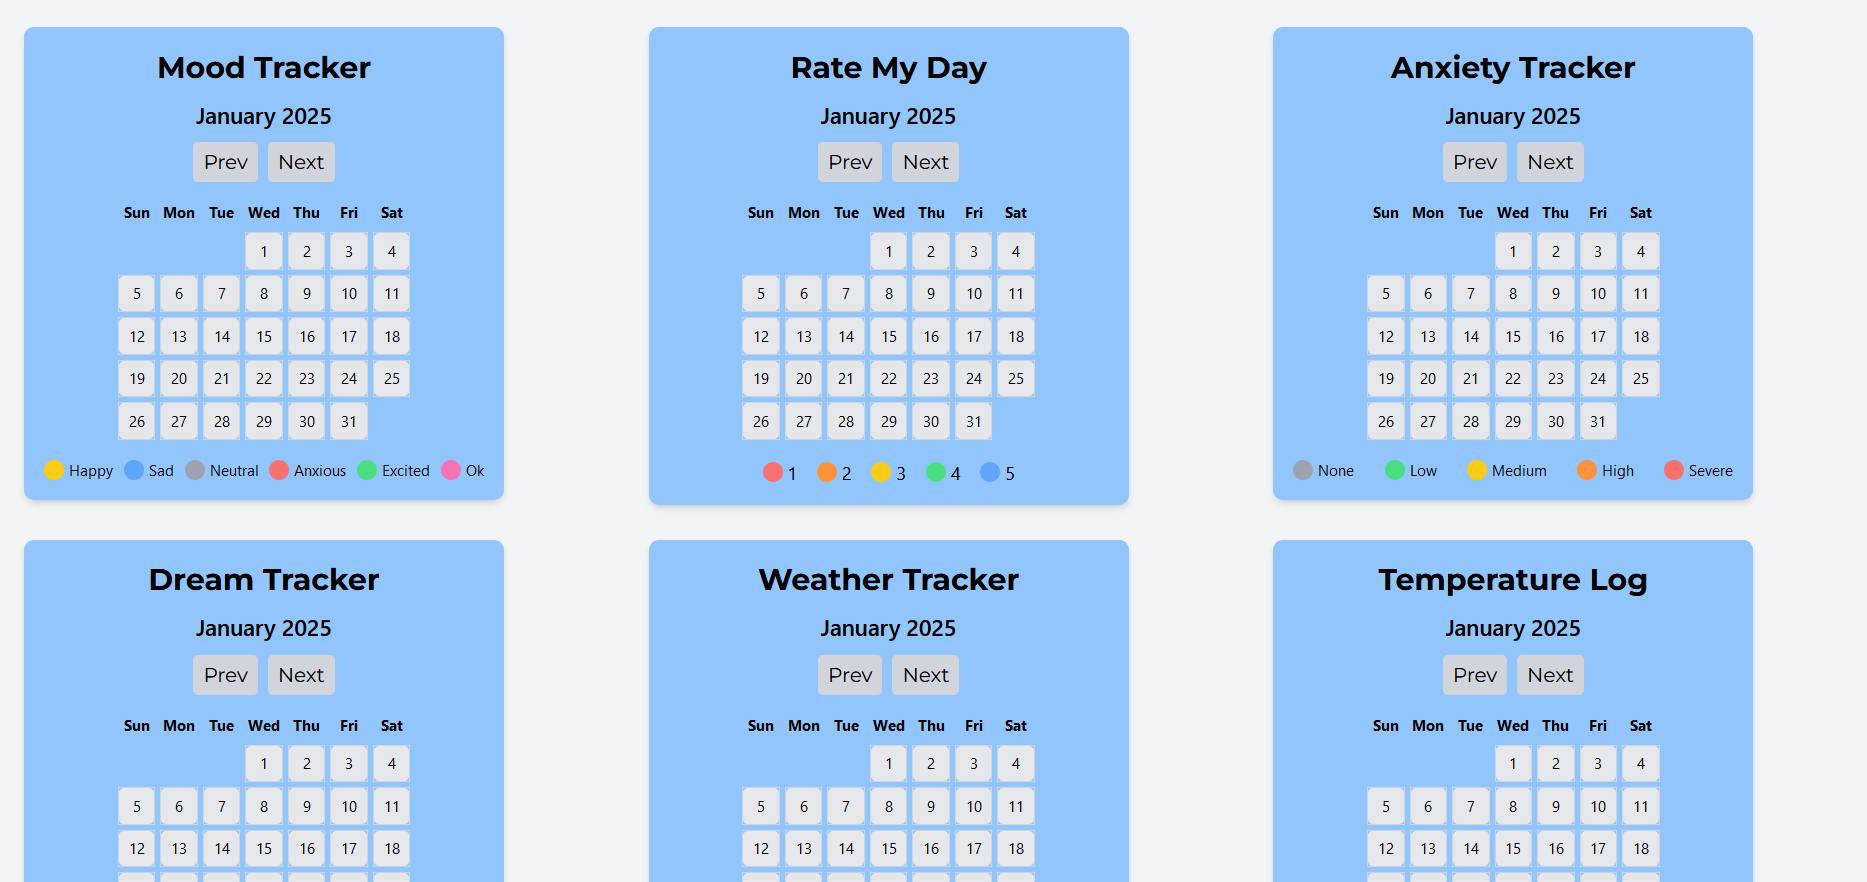 Mood Tracker
January 2025
Prev Next
Sun Mon Tue Wed Thu Fri Sat
1 2 3 4
5 6 7 8 9 10 11
12 13 14 15 16 17 18
19 20 21 22 23 24 25
26 27 28 29 30 31
Happy Sad Neutral Anxious Excited Ok
Rate My Day
January 2025
Prev Next
Sun Mon Tue Wed Thu Fri Sat
1 2 3 4
5 6 7 8 9 10 11
12 13 14 15 16 17 18
19 20 21 22 23 24 25
26 27 28 29 30 31
1 2 3 4 5
Anxiety Tracker
January 2025
Prev Next
Sun Mon Tue Wed Thu Fri Sat
1 2 3 4
5 6 7 8 9 10 11
12 13 14 15 16 17 18
19 20 21 22 23 24 25
26 27 28 29 30 31
None Low Medium High Severe
Dream Tracker
January 2025
Prev Next
Sun Mon Tue Wed Thu Fri Sat
1 2 3 4
5 6 7 8 9 10 11
12 13 14 15 16 17 18
Weather Tracker
January 2025
Prev Next
Sun Mon Tue Wed Thu Fri Sat
1 2 3 4
5 6 7 8 9 10 11
12 13 14 15 16 17 18
Temperature Log
January 2025
Prev Next
Sun Mon Tue Wed Thu Fri Sat
1 2 3 4
5 6 7 8 9 10 11
12 13 14 15 16 17 18